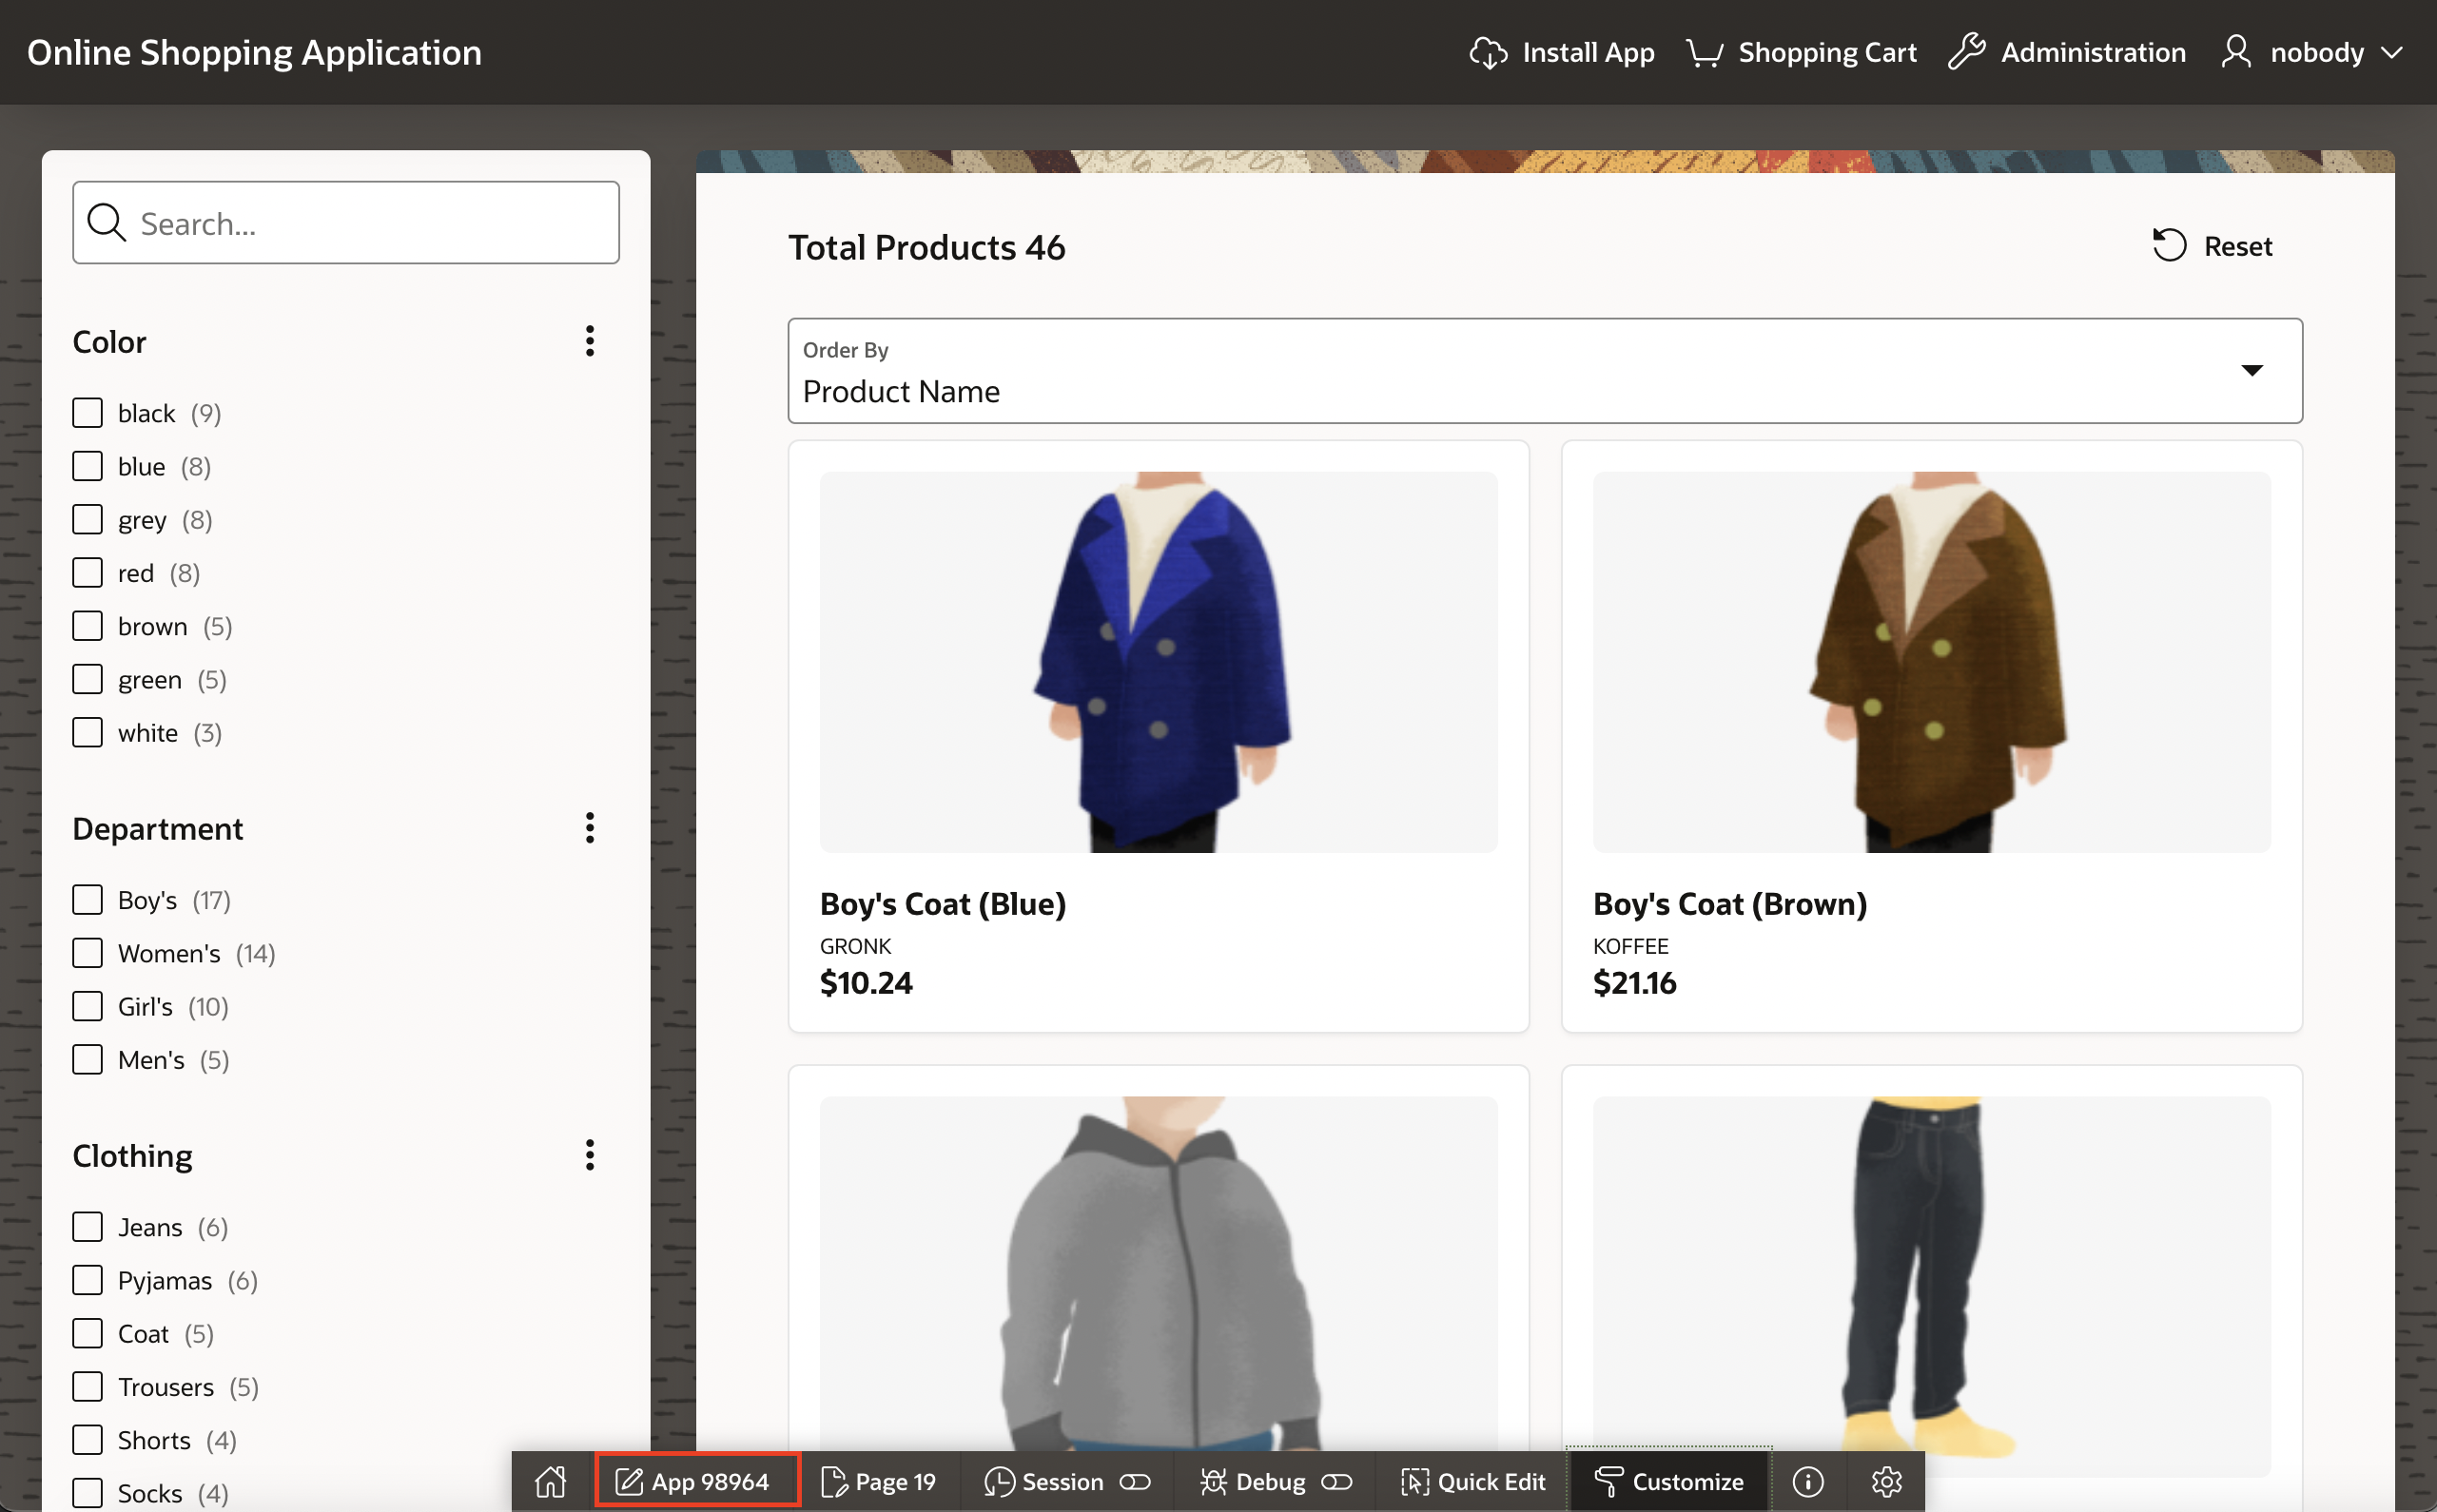 Online Shopping Application
Install App
Shopping Cart
Administration
nobody
Search...
Color
black (9)
blue (8)
grey (8)
red (8)
brown (5)
green (5)
white (3)
Department
Boy's (17)
Women's (14)
Girl's (10)
Men's (5)
Clothing
Jeans (6)
Pyjamas (6)
Coat (5)
Trousers (5)
Shorts (4)
Socks (4)
Total Products 46
Reset
Order By
Product Name
Boy's Coat (Blue)
GRONK
$10.24
Boy's Coat (Brown)
KOFFEE
$21.16
App 98964
Page 19
Session
Debug
Quick Edit
Customize